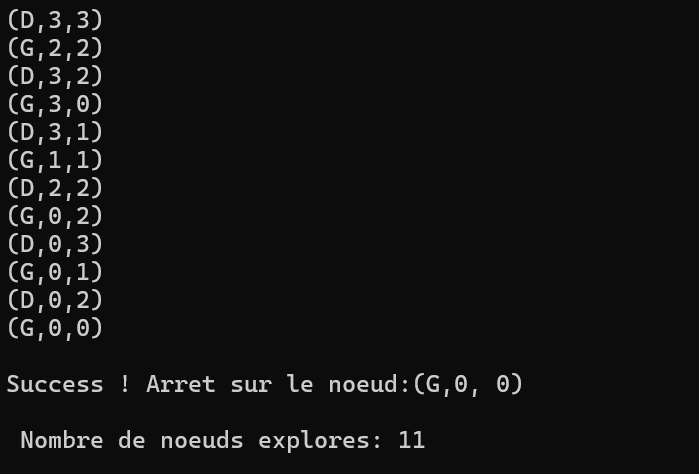 (D,3,3)
(G,2,2)
(D,3,2)
(G,3,0)
(D,3,1)
(G,1,1)
(D,2,2)
(G,0,2)
(D,0,3)
(G,0,1)
(D,0,2)
(G,0,0)
Success ! Arret sur le noeud:(G,0, 0)
Nombre de noeuds explores: 11